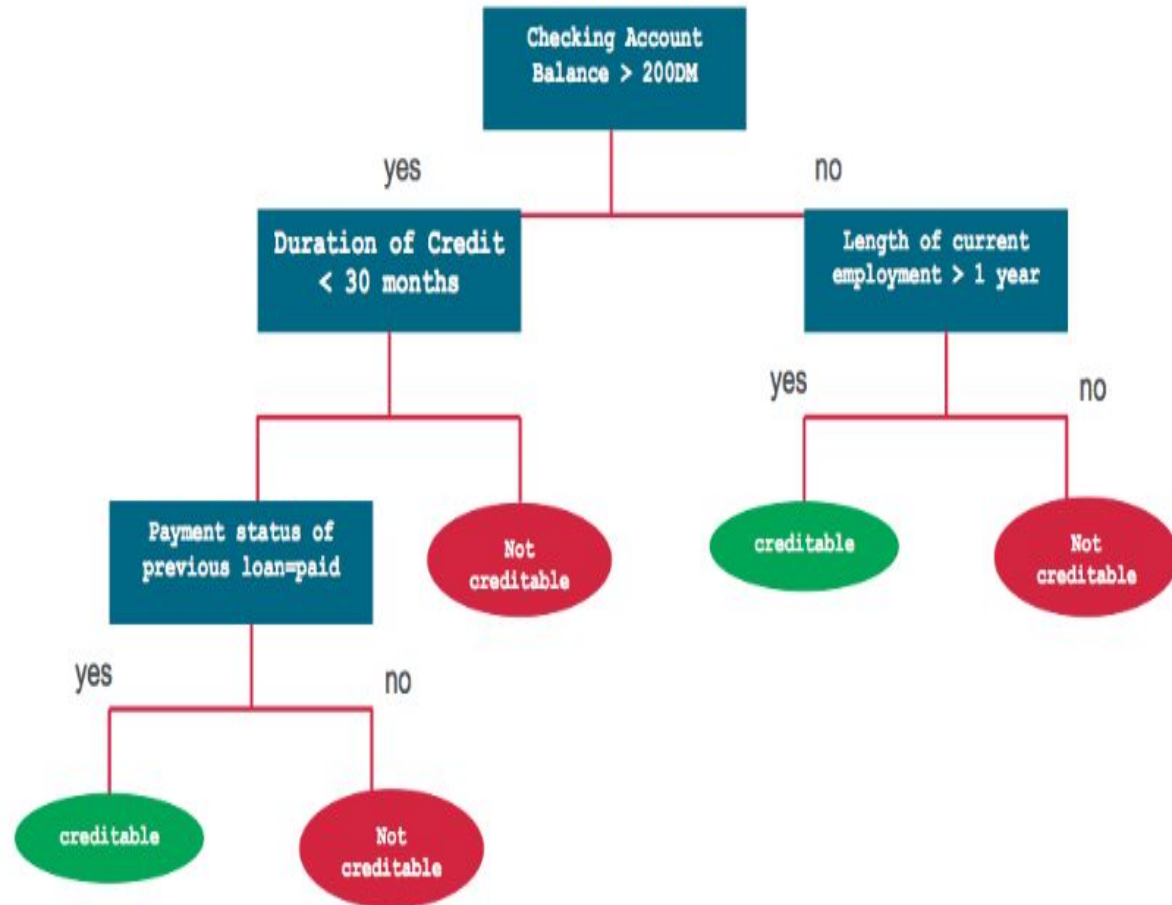 Checking Account
Balance > 200DM
yes
no
Duration of Credit
< 30 months
Length of current
employment > 1 year
yes
no
Payment status of
previous loan=paid
Not
creditable
creditable
Not
creditable
yes
no
creditable
Not
creditable